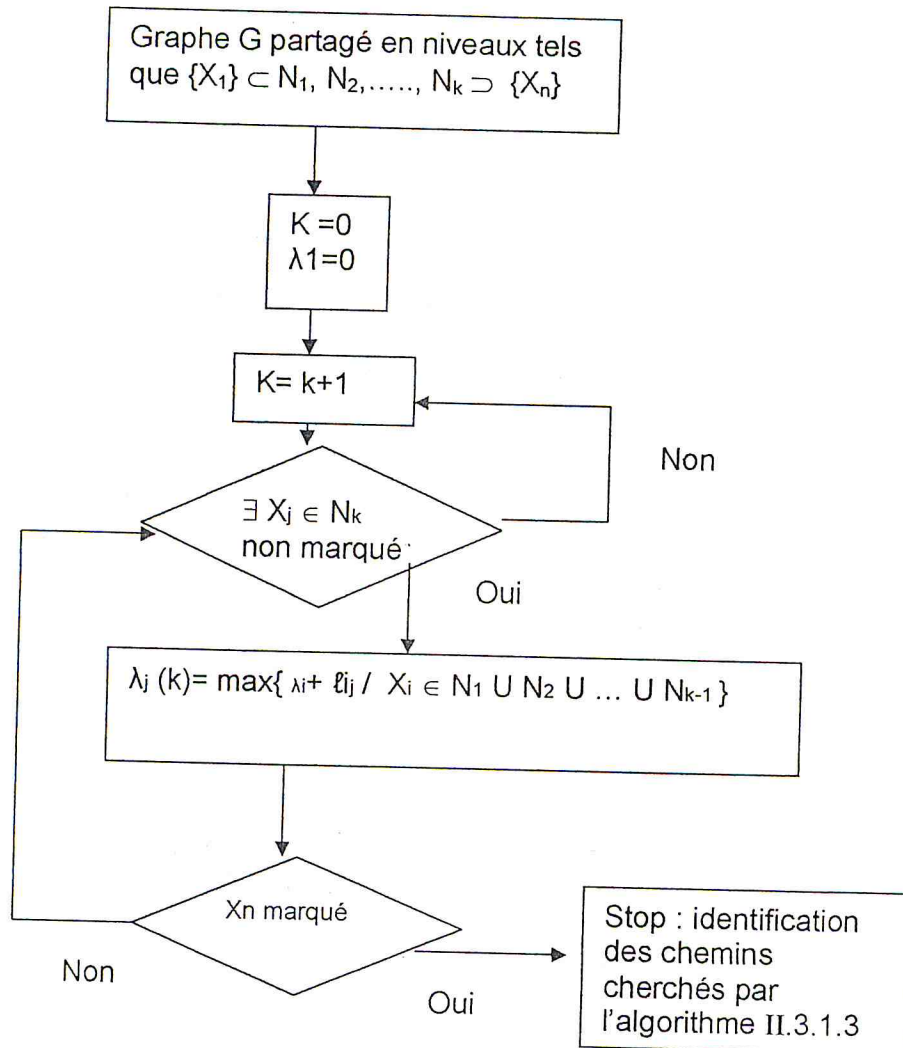 Graphe G partagé en niveaux tels
que {X₁} ⊂ N₁, N₂,....., Nₖ ⊃ {Xₙ}
K =0
λ1=0
K= k+1
Non
∃ Xⱼ ∈ Nₖ
non marqué
Oui
λⱼ (k)= max{ λi+ ℓiⱼ / Xᵢ ∈ N₁ U N₂ U ... U Nₖ₋₁ }
Xn marqué
Non
Oui
Stop : identification
des chemins
cherchés par
l'algorithme II.3.1.3